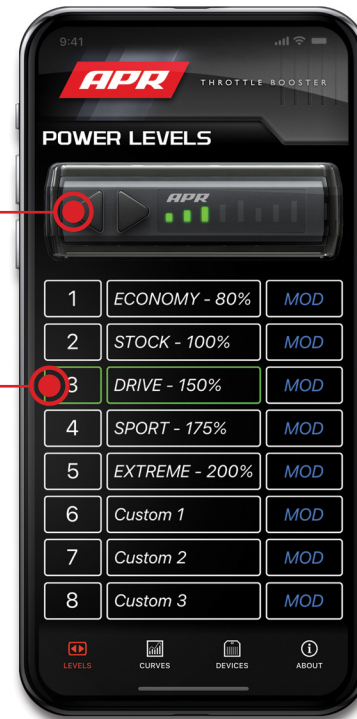 9:41
APR THROTTLE BOOSTER
POWER LEVELS
APR
1 ECONOMY - 80% MOD
2 STOCK - 100% MOD
3 DRIVE - 150% MOD
4 SPORT - 175% MOD
5 EXTREME - 200% MOD
6 Custom 1 MOD
7 Custom 2 MOD
8 Custom 3 MOD
LEVELS CURVES DEVICES ABOUT